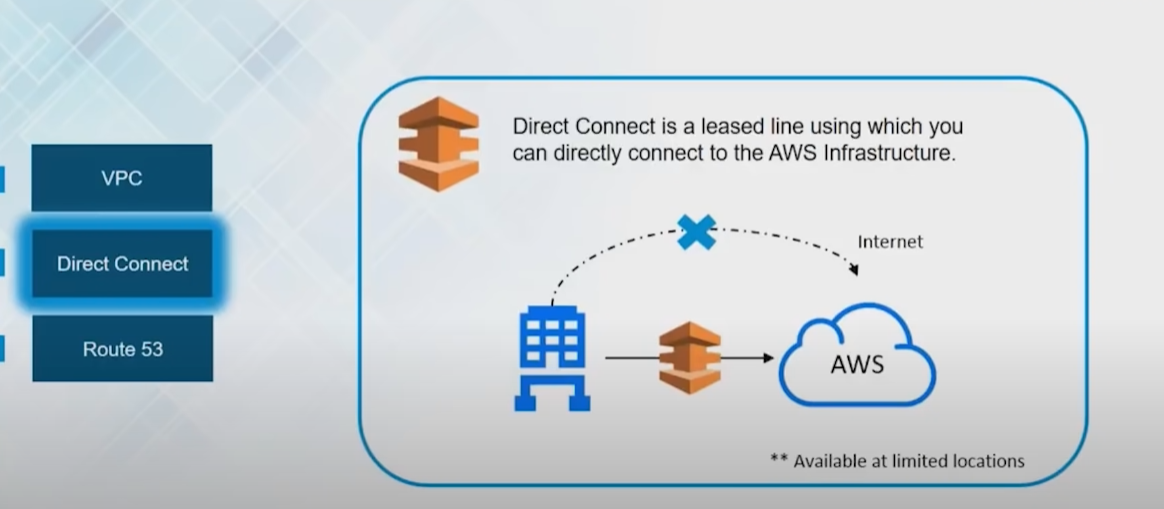 VPC
Direct Connect
Route 53
Direct Connect is a leased line using which you
can directly connect to the AWS Infrastructure.
Internet
AWS
** Available at limited locations